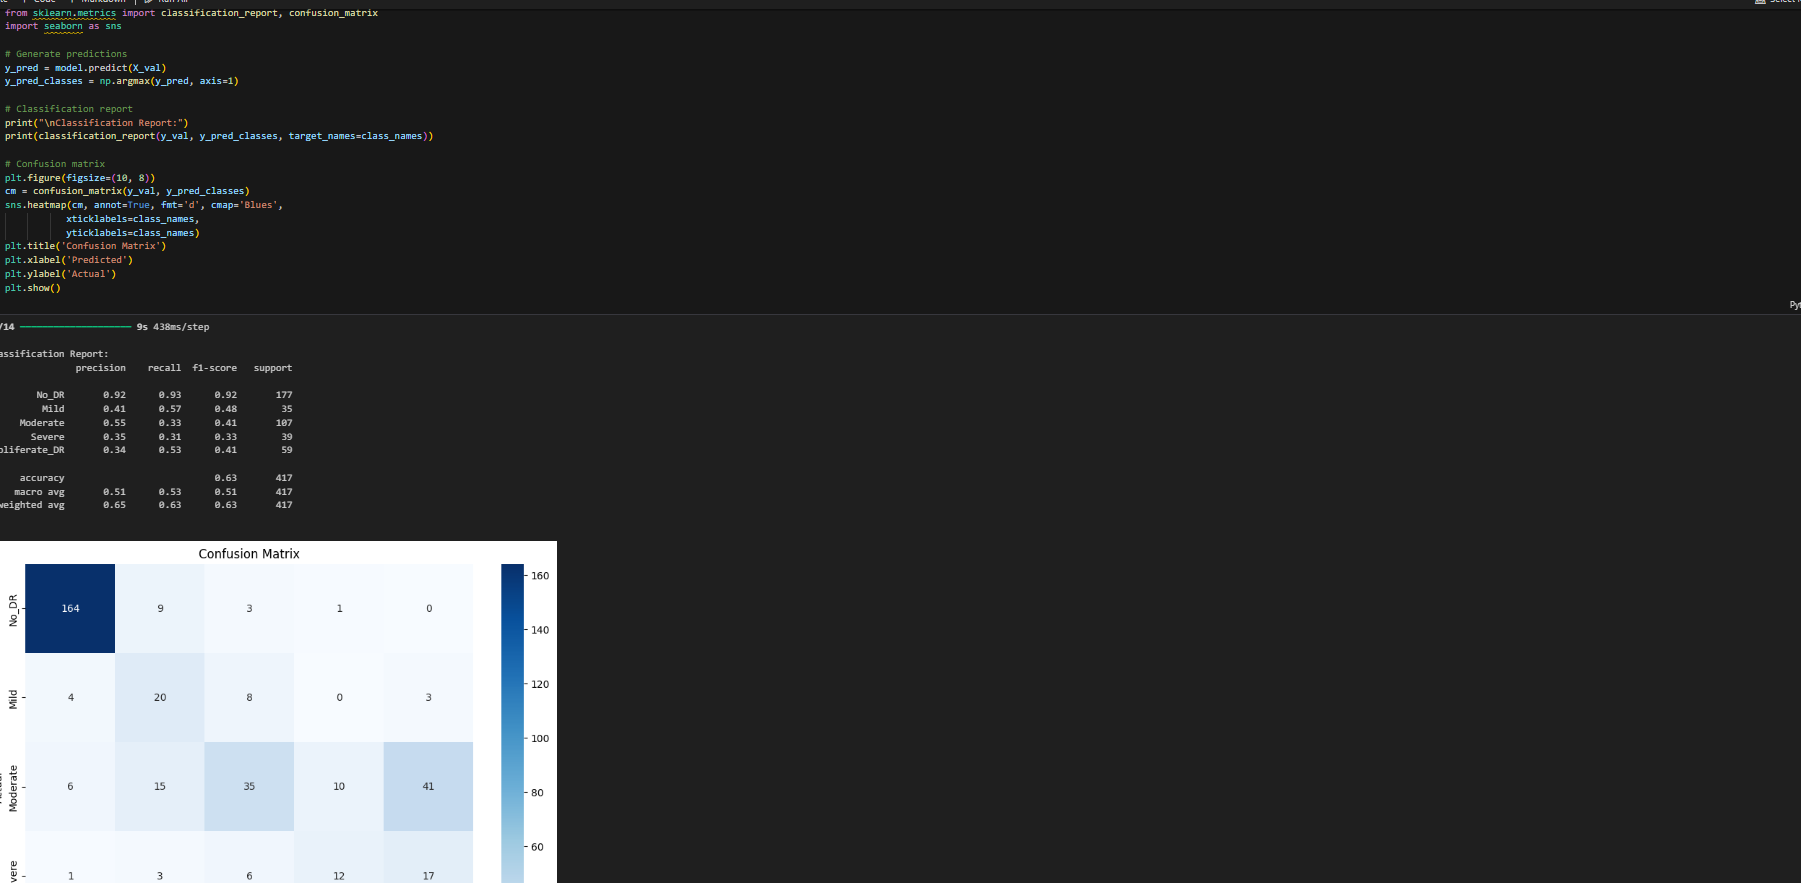 from sklearn.metrics import classification_report, confusion_matrix
import seaborn as sns
# Generate predictions
y_pred = model.predict(X_val)
y_pred_classes = np.argmax(y_pred, axis=1)
# Classification report
print("\nClassification Report:")
print(classification_report(y_val, y_pred_classes, target_names=class_names))
# Confusion matrix
plt.figure(figsize=(10, 8))
cm = confusion_matrix(y_val, y_pred_classes)
sns.heatmap(cm, annot=True, fmt='d', cmap='Blues',
xticklabels=class_names,
yticklabels=class_names)
plt.title('Confusion Matrix')
plt.xlabel('Predicted')
plt.ylabel('Actual')
plt.show()
/14 9s 438ms/step
assification Report:
precision recall f1-score support
No_DR 0.92 0.93 0.92 177
Mild 0.41 0.57 0.48 35
Moderate 0.55 0.33 0.41 107
Severe 0.35 0.31 0.33 39
oliferate_DR 0.34 0.53 0.41 59
accuracy 0.63 417
macro avg 0.51 0.53 0.51 417
weighted avg 0.65 0.63 0.63 417
Confusion Matrix
No_DR 164 9 3 1 0
Mild 4 20 8 0 3
Moderate 6 15 35 10 41
vere 1 3 6 12 17
160
140
120
100
80
60